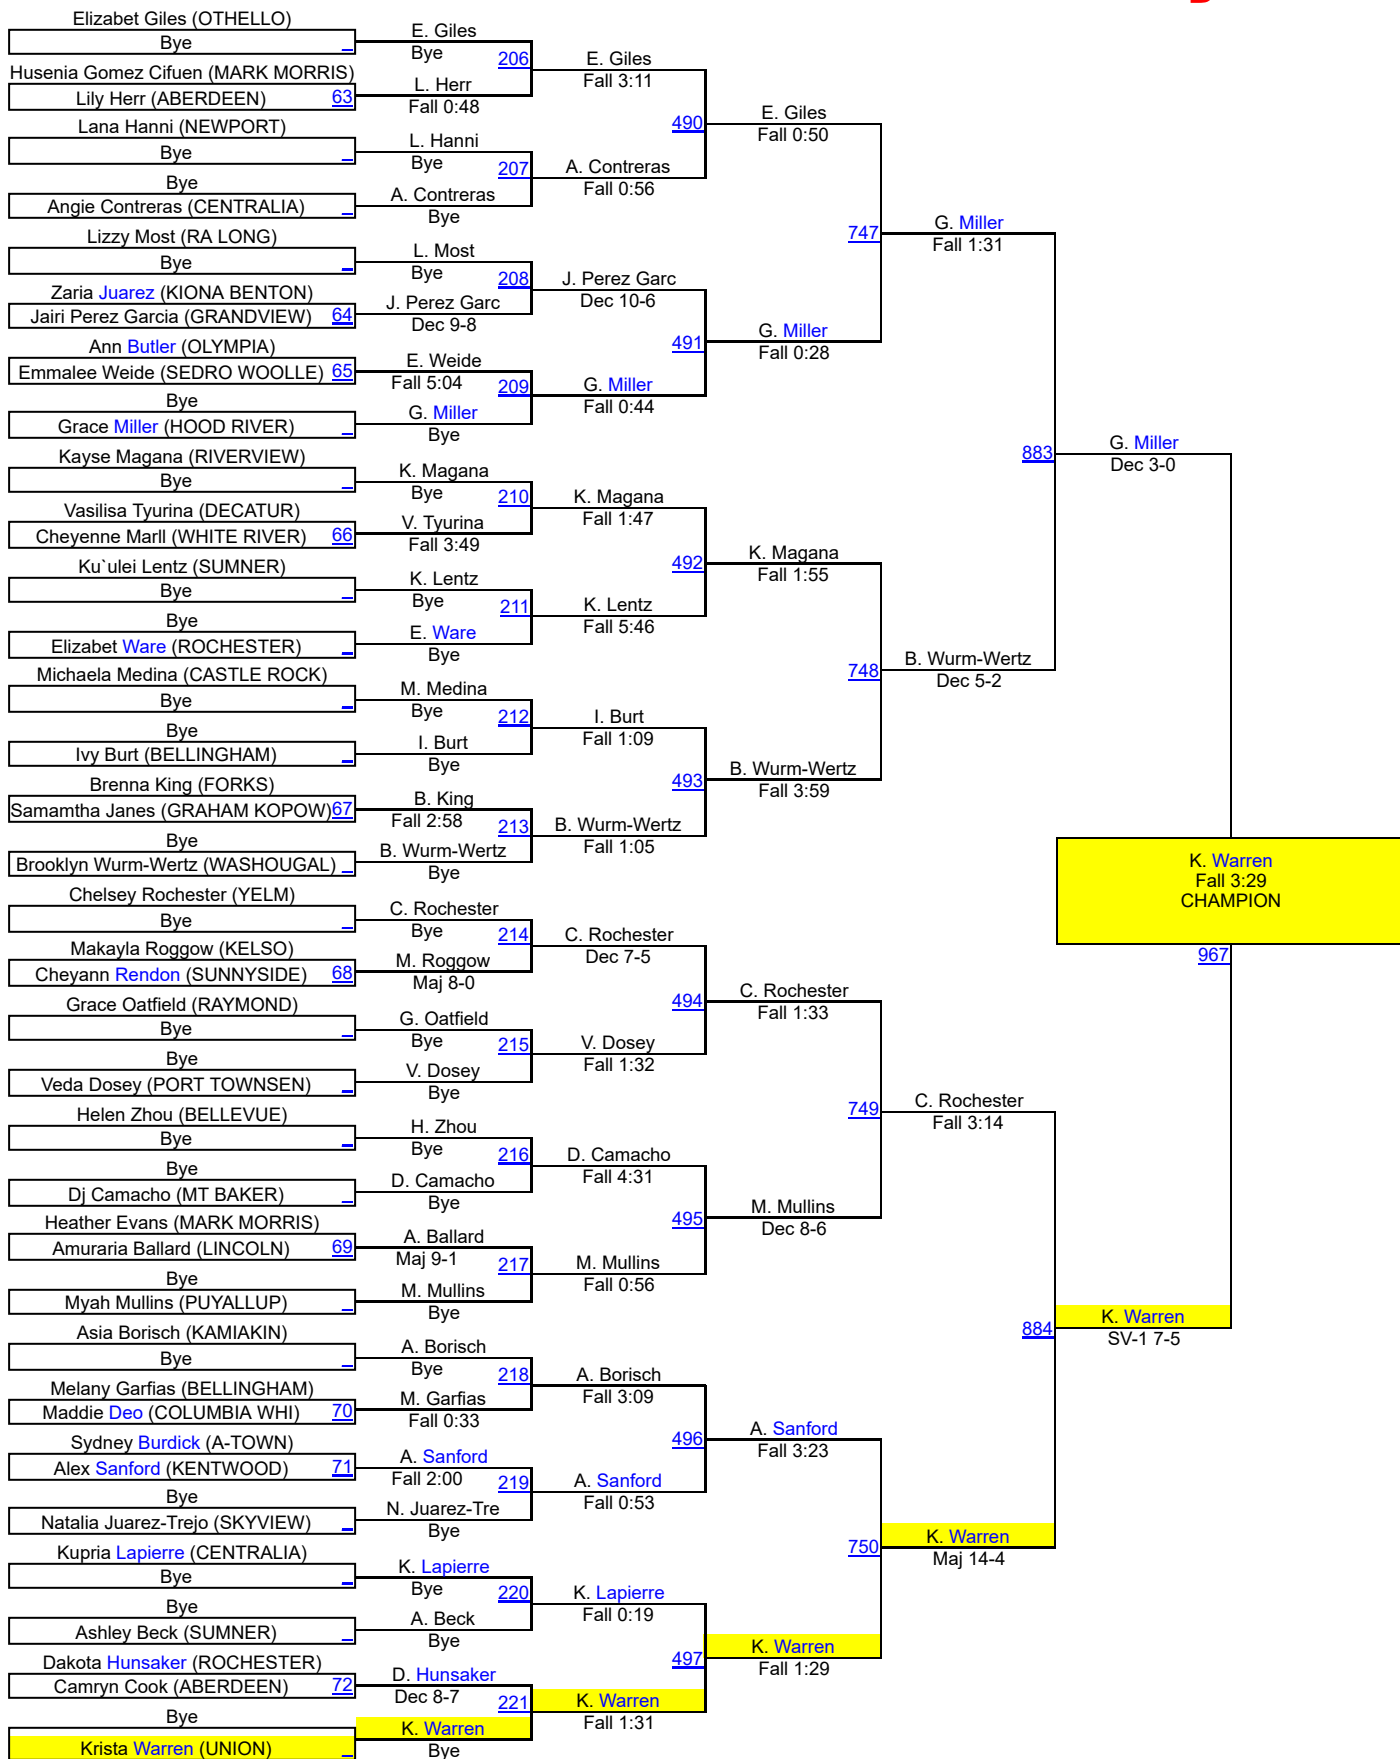 Elizabet Giles (OTHELLO)
Bye
Husenia Gomez Cifuen (MARK MORRIS)
Lily Herr (ABERDEEN) 63
Lana Hanni (NEWPORT)
Bye
Bye
Angie Contreras (CENTRALIA)
Lizzy Most (RA LONG)
Bye
Zaria Juarez (KIONA BENTON)
Jairi Perez Garcia (GRANDVIEW) 64
Ann Butler (OLYMPIA)
Emmalee Weide (SEDRO WOOLLE) 65
Bye
Grace Miller (HOOD RIVER)
Kayse Magana (RIVERVIEW)
Bye
Vasilisa Tyurina (DECATUR)
Cheyenne Marll (WHITE RIVER) 66
Ku`ulei Lentz (SUMNER)
Bye
Bye
Elizabet Ware (ROCHESTER)
Michaela Medina (CASTLE ROCK)
Bye
Bye
Ivy Burt (BELLINGHAM)
Brenna King (FORKS)
Samamtha Janes (GRAHAM KOPOW) 67
Bye
Brooklyn Wurm-Wertz (WASHOUGAL)
Chelsey Rochester (YELM)
Bye
Makayla Roggow (KELSO)
Cheyann Rendon (SUNNYSIDE) 68
Grace Oatfield (RAYMOND)
Bye
Bye
Veda Dosey (PORT TOWNSEN)
Helen Zhou (BELLEVUE)
Bye
Bye
Dj Camacho (MT BAKER)
Heather Evans (MARK MORRIS)
Amuraria Ballard (LINCOLN) 69
Bye
Myah Mullins (PUYALLUP)
Asia Borisch (KAMIAKIN)
Bye
Melany Garfias (BELLINGHAM)
Maddie Deo (COLUMBIA WHI) 70
Sydney Burdick (A-TOWN)
Alex Sanford (KENTWOOD) 71
Bye
Natalia Juarez-Trejo (SKYVIEW)
Kupria Lapierre (CENTRALIA)
Bye
Bye
Ashley Beck (SUMNER)
Dakota Hunsaker (ROCHESTER)
Camryn Cook (ABERDEEN) 72
Bye
Krista Warren (UNION)
E. Giles
Bye
206
L. Herr
Fall 0:48
L. Hanni
Bye
207
A. Contreras
Bye
L. Most
Bye
208
J. Perez Garc
Dec 9-8
E. Weide
Fall 5:04
209
G. Miller
Bye
K. Magana
Bye
210
V. Tyurina
Fall 3:49
K. Lentz
Bye
211
E. Ware
Bye
M. Medina
Bye
212
I. Burt
Bye
B. King
Fall 2:58
213
B. Wurm-Wertz
Bye
C. Rochester
Bye
214
M. Roggow
Maj 8-0
G. Oatfield
Bye
215
V. Dosey
Bye
H. Zhou
Bye
216
D. Camacho
Bye
A. Ballard
Maj 9-1
217
M. Mullins
Bye
A. Borisch
Bye
218
M. Garfias
Fall 0:33
A. Sanford
Fall 2:00
219
N. Juarez-Tre
Bye
K. Lapierre
Bye
220
A. Beck
Bye
D. Hunsaker
Dec 8-7
221
K. Warren
Bye
E. Giles
Fall 3:11
490
A. Contreras
Fall 0:56
J. Perez Garc
Dec 10-6
491
G. Miller
Fall 0:44
K. Magana
Fall 1:47
492
K. Lentz
Fall 5:46
I. Burt
Fall 1:09
493
B. Wurm-Wertz
Fall 1:05
C. Rochester
Dec 7-5
494
V. Dosey
Fall 1:32
D. Camacho
Fall 4:31
495
M. Mullins
Fall 0:56
A. Borisch
Fall 3:09
496
A. Sanford
Fall 0:53
K. Lapierre
Fall 0:19
497
K. Warren
Fall 1:31
E. Giles
Fall 0:50
747
G. Miller
Fall 0:28
K. Magana
Fall 1:55
748
B. Wurm-Wertz
Fall 3:59
C. Rochester
Fall 1:33
749
M. Mullins
Dec 8-6
A. Sanford
Fall 3:23
750
K. Warren
Fall 1:29
G. Miller
Fall 1:31
883
B. Wurm-Wertz
Dec 5-2
C. Rochester
Fall 3:14
884
K. Warren
Maj 14-4
G. Miller
Dec 3-0
K. Warren
Fall 3:29
CHAMPION
967
K. Warren
SV-1 7-5